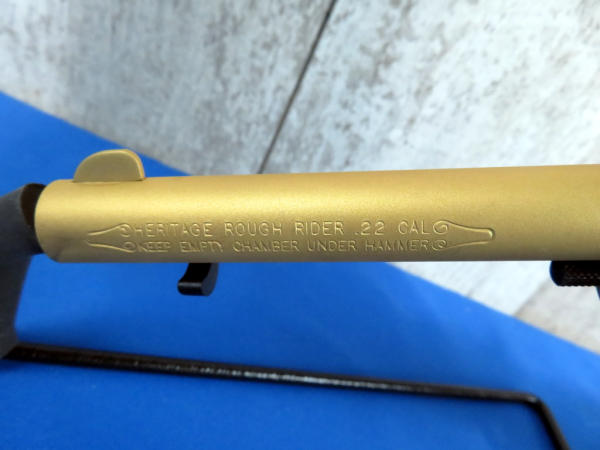 HERITAGE ROUGH RIDER .22 CAL
KEEP EMPTY CHAMBER UNDER HAMMER